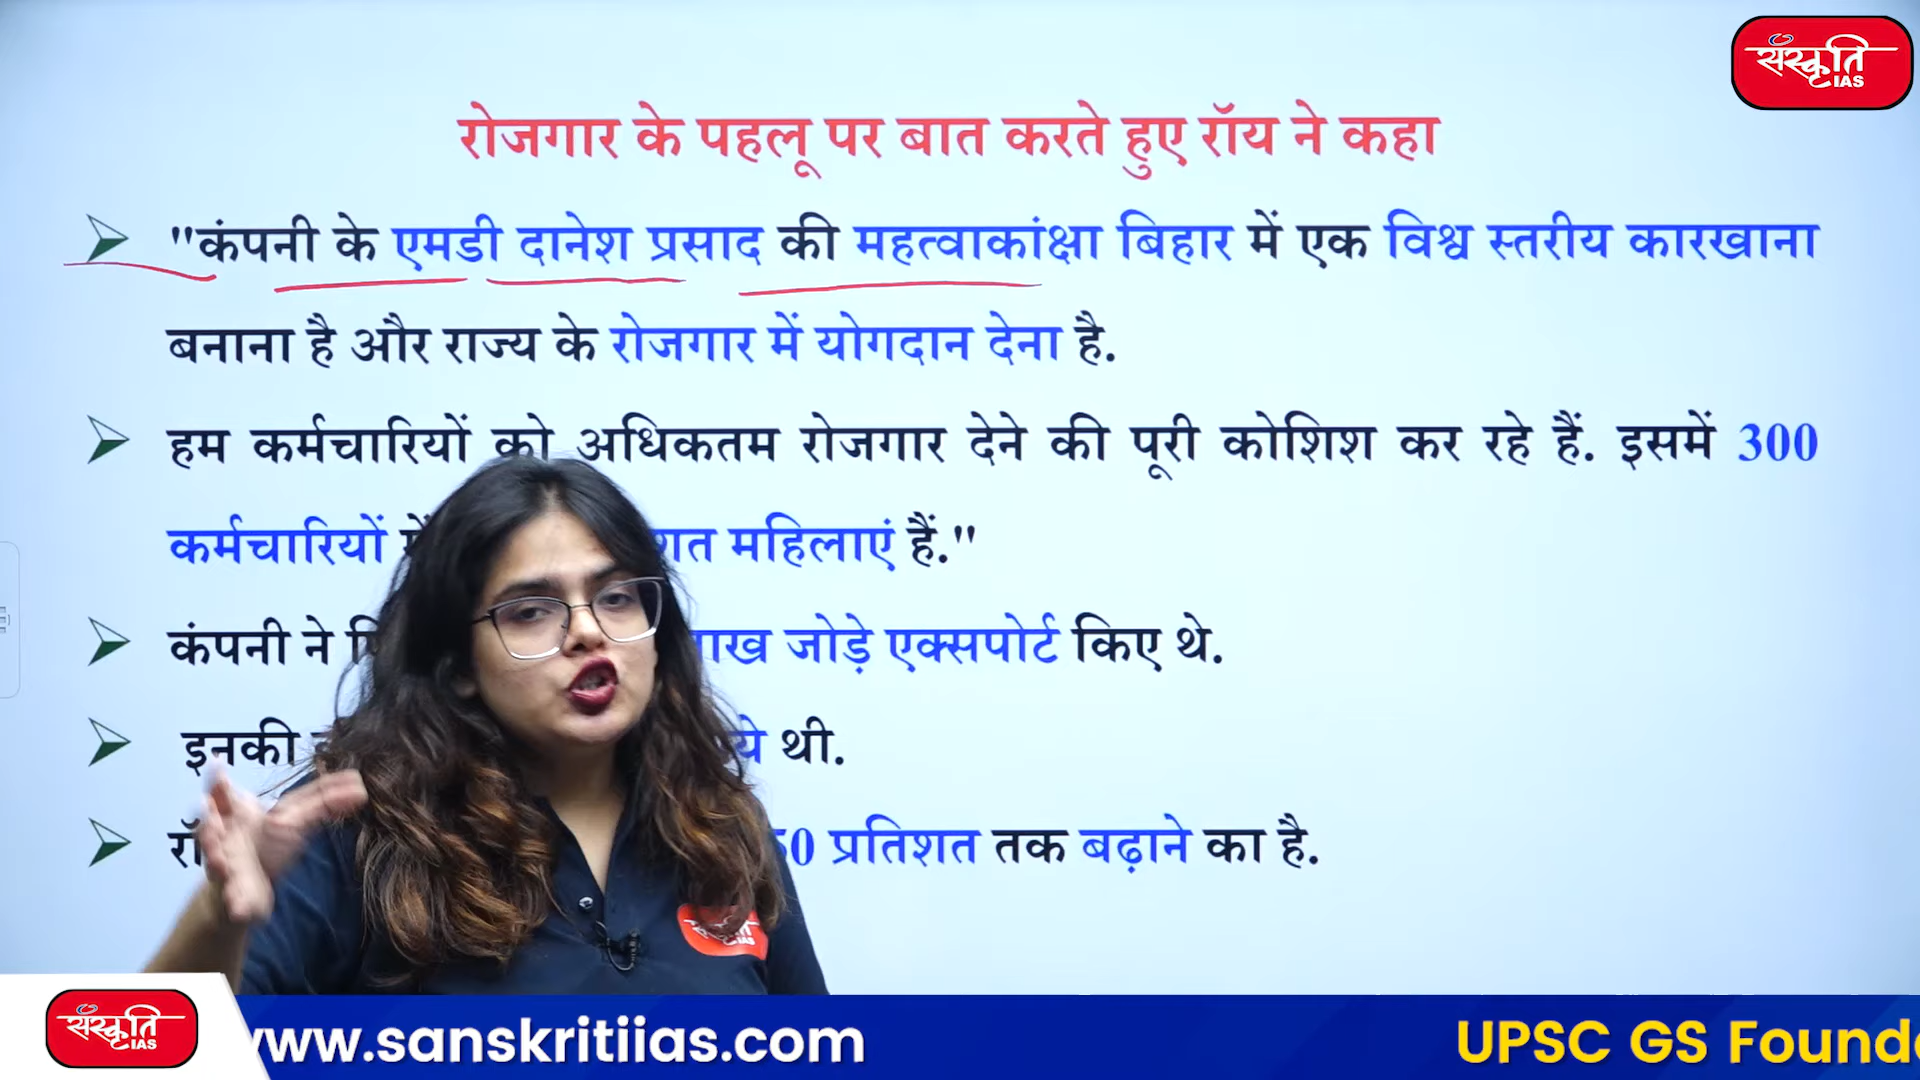 संस्कृति
IAS
रोजगार के पहलू पर बात करते हुए रॉय ने कहा
"कंपनी के एमडी दानेश प्रसाद की महत्वाकांक्षा बिहार में एक विश्व स्तरीय कारखाना
बनाना है और राज्य के रोजगार में योगदान देना है.
हम कर्मचारियों को अधिकतम रोजगार देने की पूरी कोशिश कर रहे हैं. इसमें 300
कर्मचारियों महिलाएं हैं."
कंपनी ने जोड़े एक्सपोर्ट किए थे.
इनकी थी.
प्रतिशत तक बढ़ाने का है.
संस्कृति
IAS
संस्कृति
IAS
www.sanskritiias.com
UPSC GS Founda